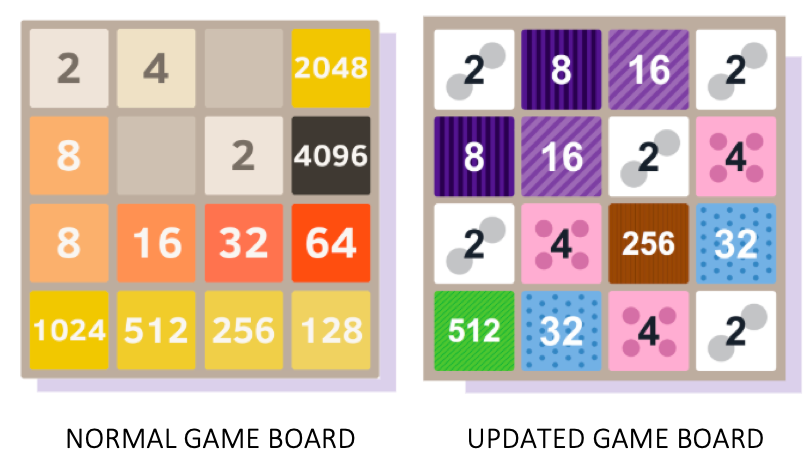 2 4 2048
8 2 4096
8 16 32 64
1024 512 256 128
NORMAL GAME BOARD
2 8 16 2
8 16 2 4
2 4 256 32
512 32 4 2
UPDATED GAME BOARD